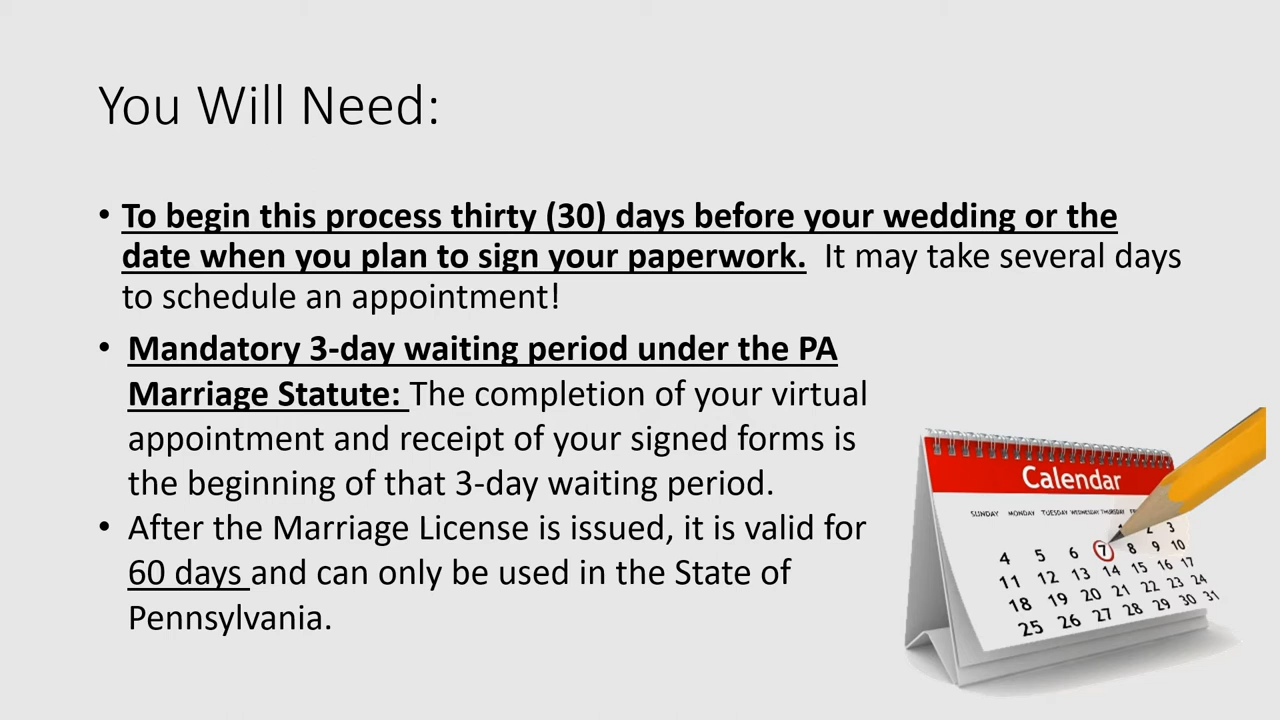 You Will Need:
• To begin this process thirty (30) days before your wedding or the
date when you plan to sign your paperwork. It may take several days
to schedule an appointment!
• Mandatory 3-day waiting period under the PA
Marriage Statute: The completion of your virtual
appointment and receipt of your signed forms is
the beginning of that 3-day waiting period.
• After the Marriage License is issued, it is valid for
60 days and can only be used in the State of
Pennsylvania.
Calendar
SUNDAY MONDAY TUESDAY WEDNESDAY THURSDAY
1 2 3
4 5 6 7 8 9 10
11 12 13 14 15 16 17
18 19 20 21 22 23 24
25 26 27 28 29 30 31